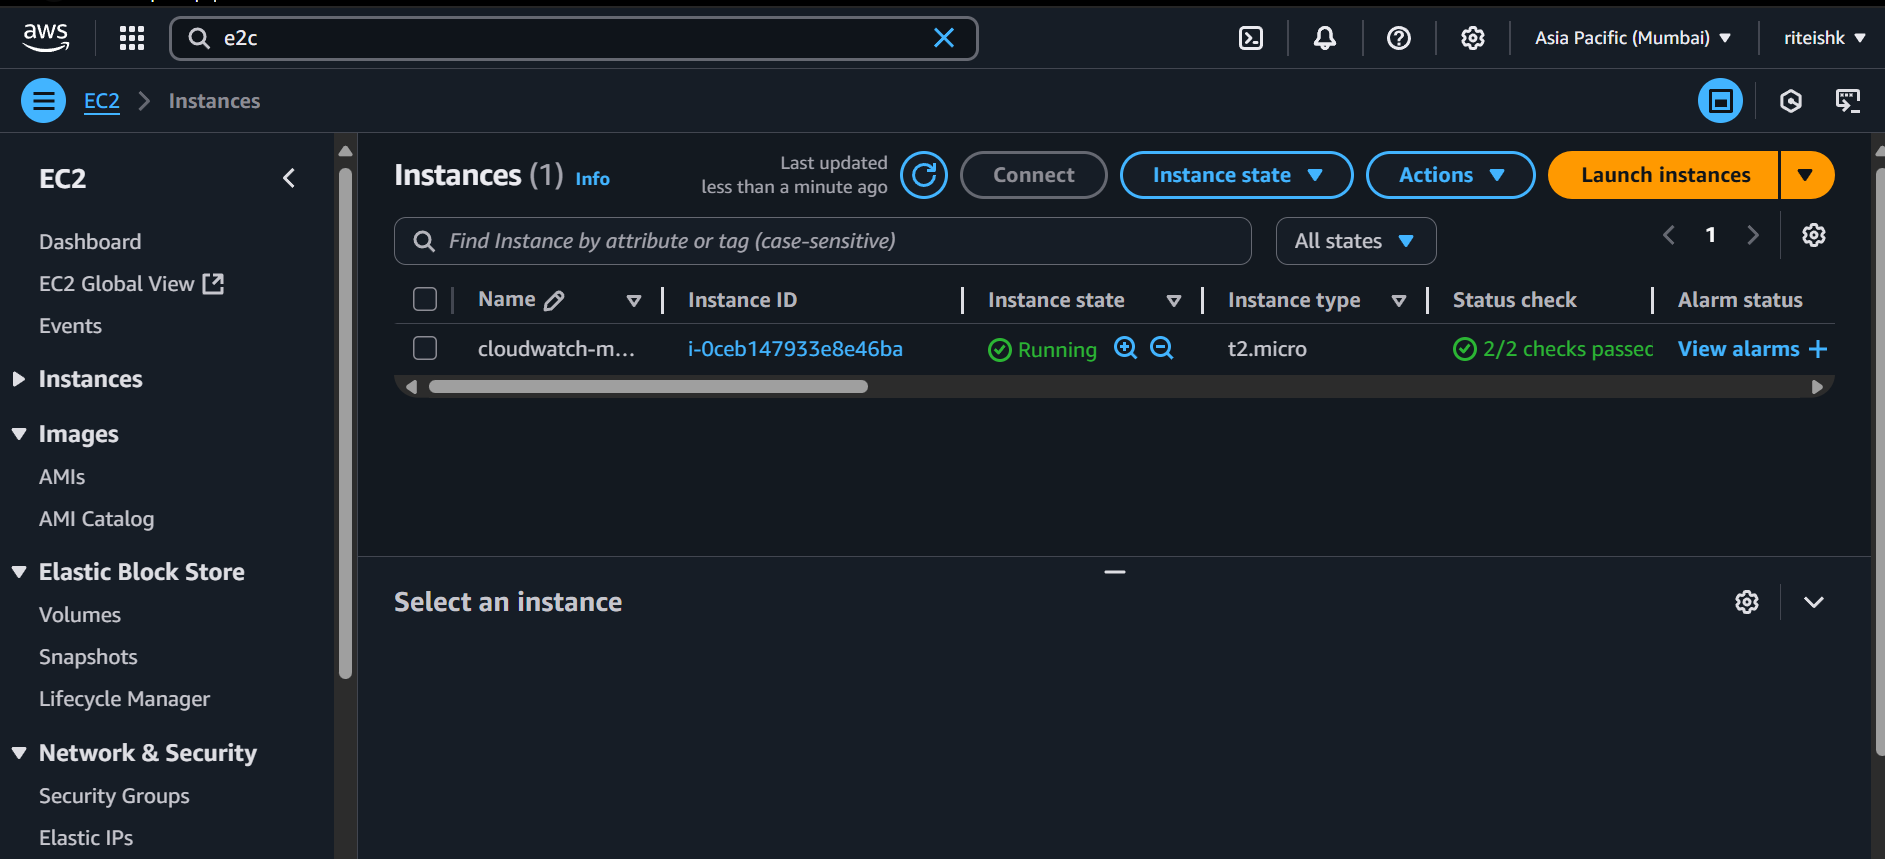 aws
e2c
Asia Pacific (Mumbai)
riteishk
EC2
Instances
EC2
Dashboard
EC2 Global View
Events
Instances
Images
AMIs
AMI Catalog
Elastic Block Store
Volumes
Snapshots
Lifecycle Manager
Network & Security
Security Groups
Elastic IPs
Instances (1) Info
Last updated
less than a minute ago
Connect
Instance state
Actions
Launch instances
Find Instance by attribute or tag (case-sensitive)
All states
1
Name Instance ID Instance state Instance type Status check Alarm status
cloudwatch-m... i-0ceb147933e8e46ba Running t2.micro 2/2 checks passed View alarms +
Select an instance